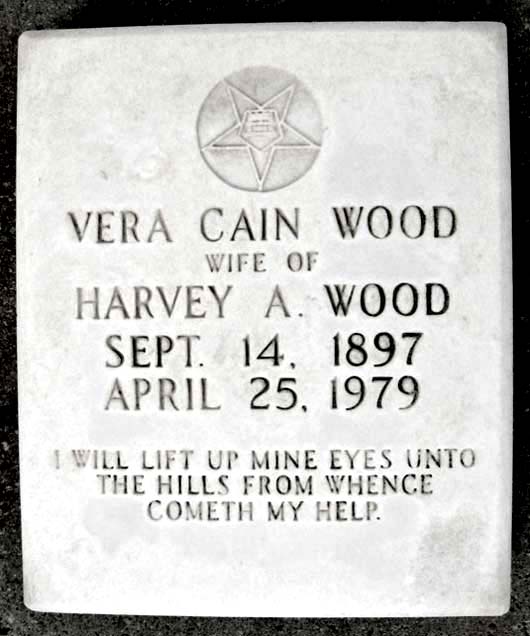 VERA CAIN WOOD
WIFE OF
HARVEY A. WOOD
SEPT. 14, 1897
APRIL 25, 1979
I WILL LIFT UP MINE EYES UNTO
THE HILLS FROM WHENCE
COMETH MY HELP.